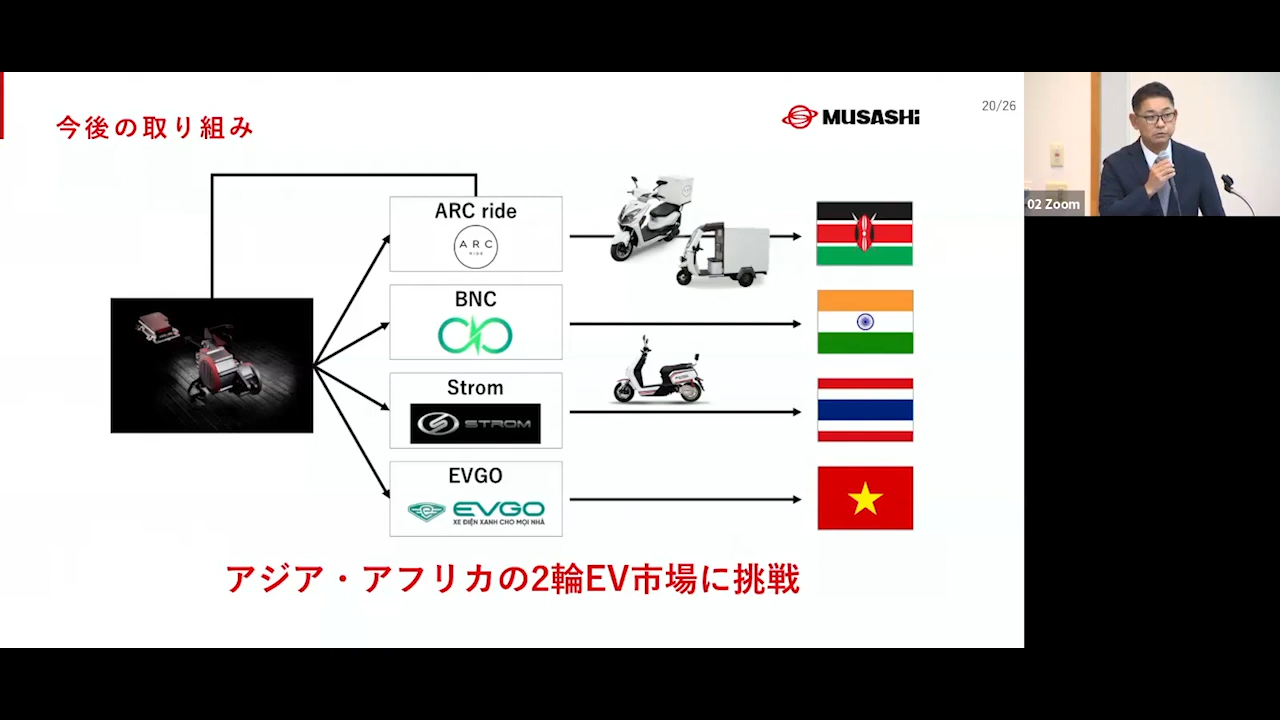 今後の取り組み
MUSASHi
20/26
02 Zoom
ARC ride
ARC
RIDE
BNC
Strom
STROM
EVGO
EVGO
XE ĐIỆN XANH CHO MỌI NHÀ
アジア・アフリカの2輪EV市場に挑戦